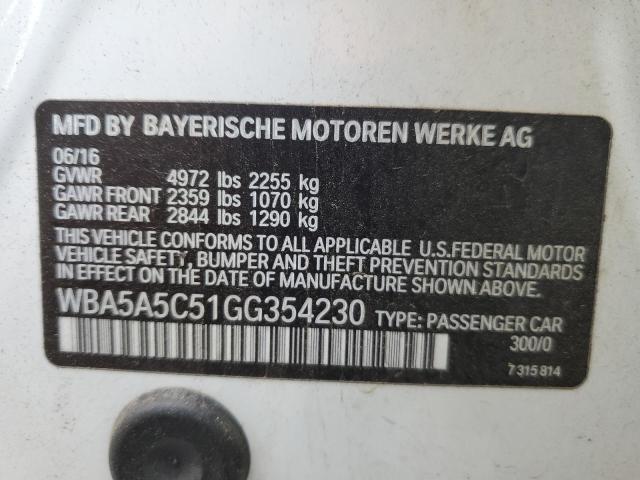 MFD BY BAYERISCHE MOTOREN WERKE AG
06/16
GVWR 4972 lbs 2255 kg
GAWR FRONT 2359 lbs 1070 kg
GAWR REAR 2844 lbs 1290 kg
THIS VEHICLE CONFORMS TO ALL APPLICABLE U.S.FEDERAL MOTOR
VEHICLE SAFETY, BUMPER AND THEFT PREVENTION STANDARDS
IN EFFECT ON THE DATE OF MANUFACTURE SHOWN ABOVE.
WBA5A5C51GG354230 TYPE: PASSENGER CAR
300/0
7 315 814